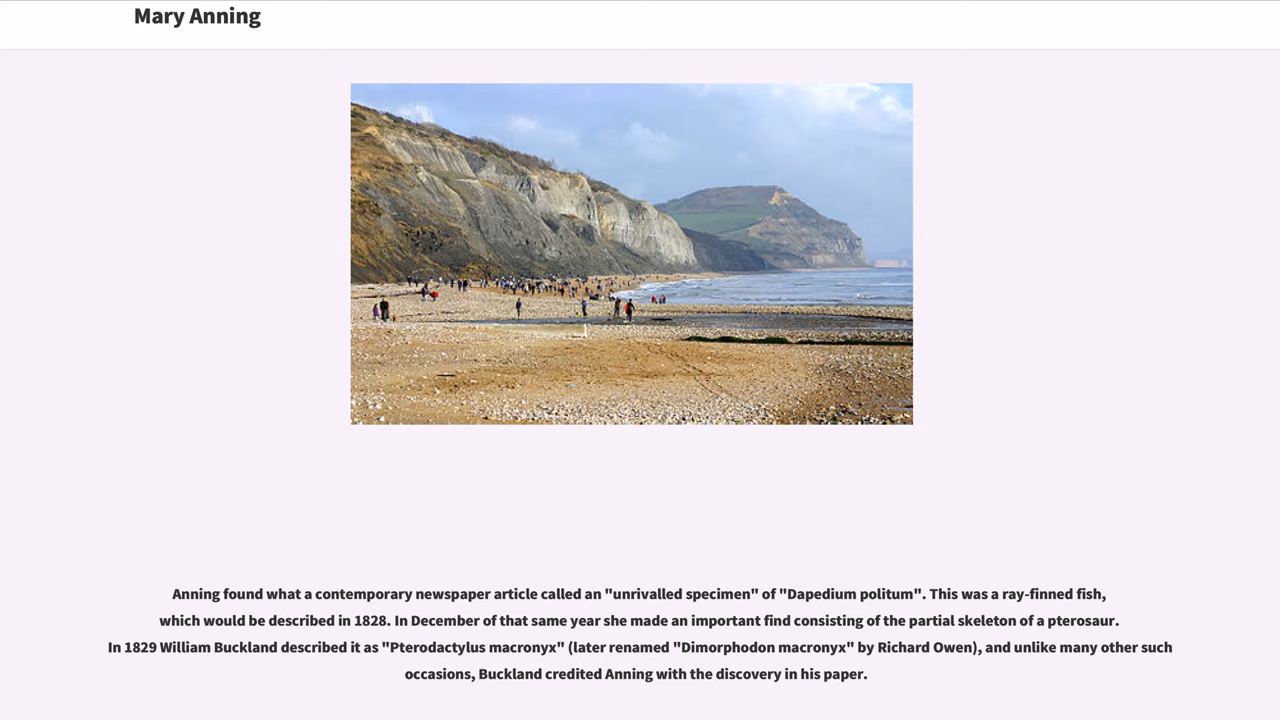 Mary Anning
Anning found what a contemporary newspaper article called an "unrivalled specimen" of "Dapedium politum". This was a ray-finned fish,
which would be described in 1828. In December of that same year she made an important find consisting of the partial skeleton of a pterosaur.
In 1829 William Buckland described it as "Pterodactylus macronyx" (later renamed "Dimorphodon macronyx" by Richard Owen), and unlike many other such
occasions, Buckland credited Anning with the discovery in his paper.